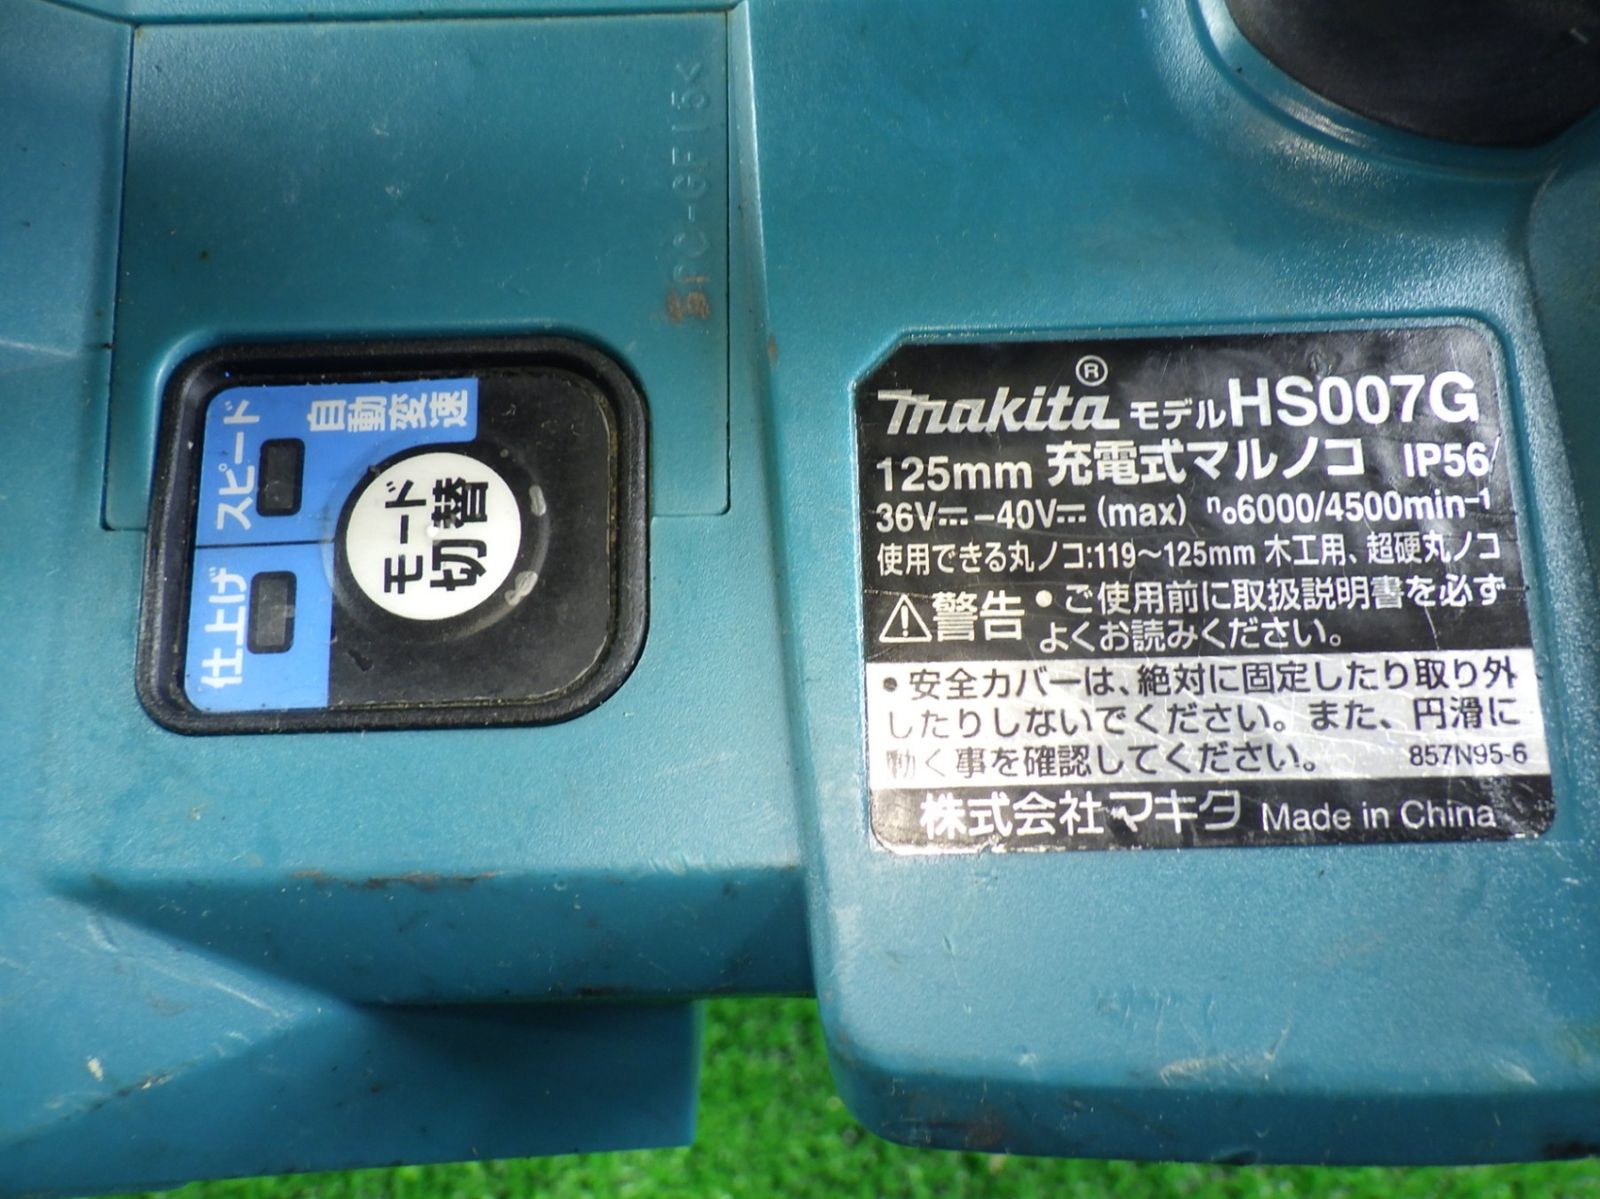 PC-GF15<
自動変速
スピード
仕上げ
モード
切替
makita® モデル HS007G
125mm 充電式マルノコ IP56
36V⎓-40V⎓ (max) n₀6000/4500min⁻¹
使用できる丸ノコ:119～125mm 木工用、超硬丸ノコ
⚠警告 •ご使用前に取扱説明書を必ず
よくお読みください。
•安全カバーは、絶対に固定したり取り外
したりしないでください。また、円滑に
動く事を確認してください。 857N95-6
株式会社マキタ Made in China